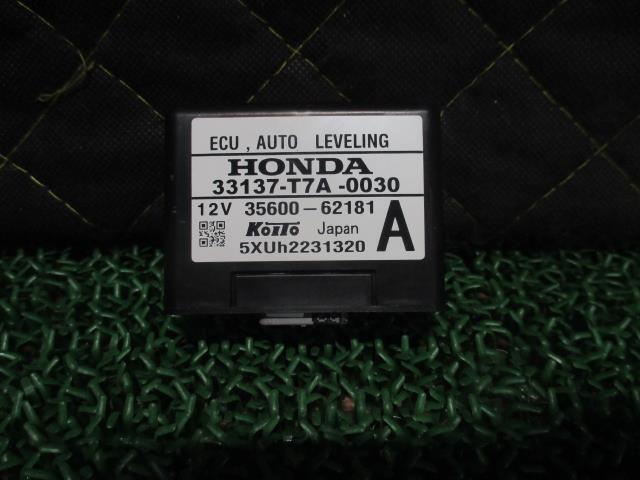 ECU , AUTO LEVELING
HONDA
33137-T7A -0030
12V 35600-62181 A
KOITO Japan
5XUh2231320